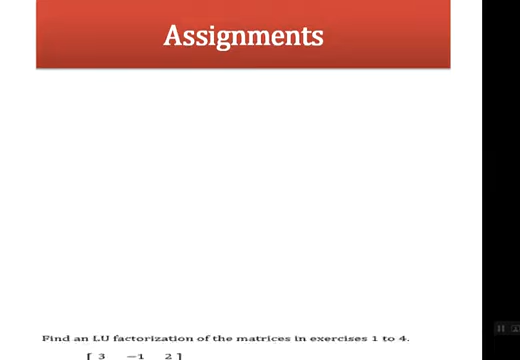 Assignments
Find an LU factorization of the matrices in exercises 1 to 4.
[ 3 −1 2 ]